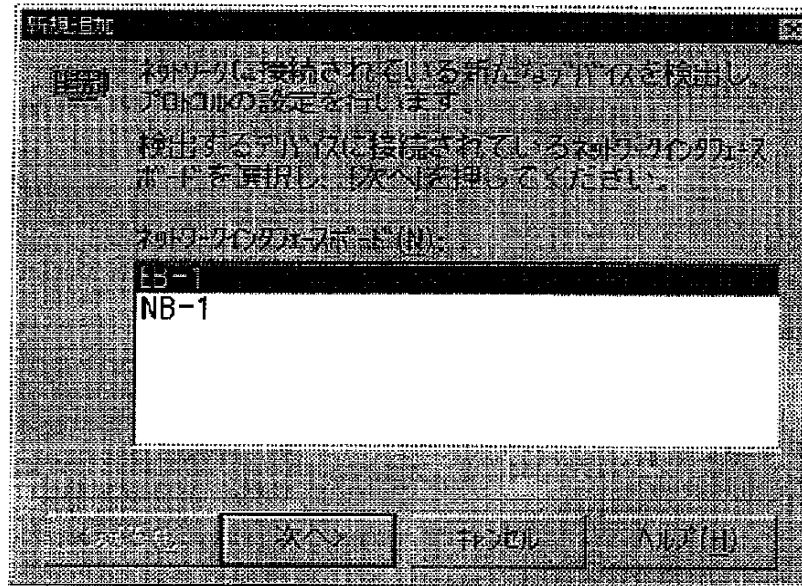 新規追加
ネットワークに接続されている新たなデバイスを検出し、
プロトコルの設定を行います。
検出するデバイスに接続されているネットワークインタフェース
ボードを選択し、[次へ]を押してください。
ネットワークインタフェースボード(N):
EB-1
NB-1
次へ>
キャンセル
ヘルプ(H)